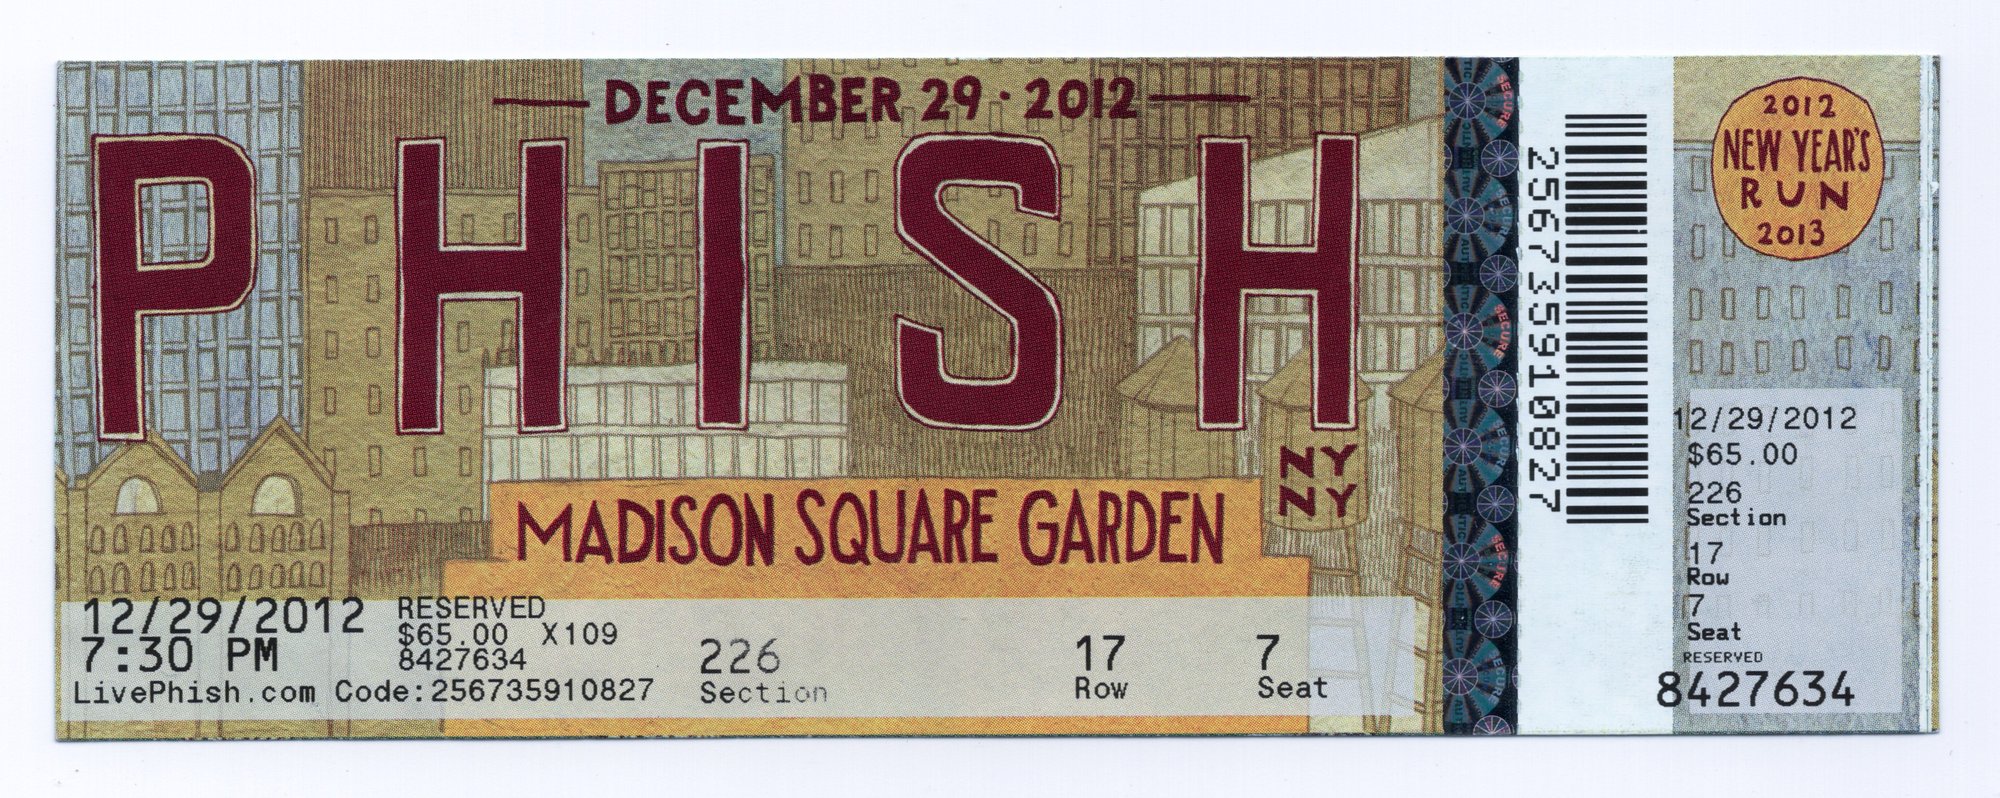 DECEMBER 29 · 2012
PHISH
NY
NY
MADISON SQUARE GARDEN
12/29/2012
7:30 PM
RESERVED
$65.00 X109
8427634
LivePhish.com Code:256735910827
226
Section
17
Row
7
Seat
SECURE
AUTHENTIC
256735910827
2012
NEW YEAR'S
RUN
2013
12/29/2012
$65.00
226
Section
17
Row
7
Seat
RESERVED
8427634